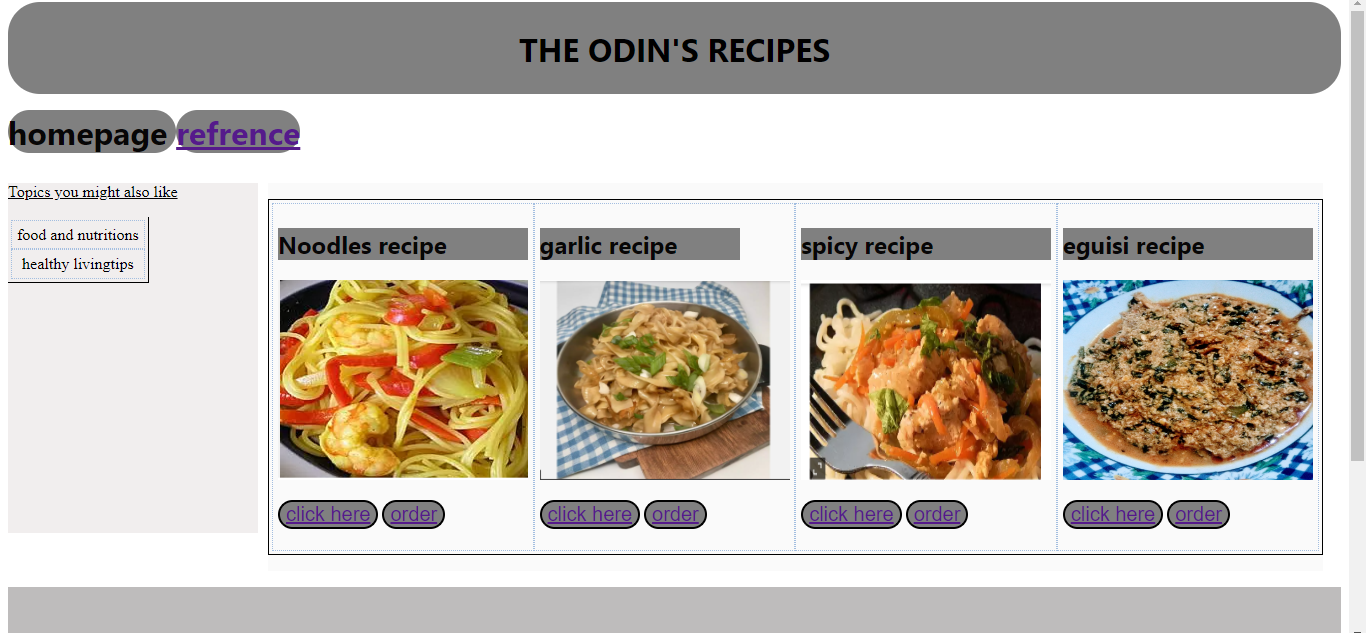 THE ODIN'S RECIPES
homepage refrence
Topics you might also like
food and nutritions
healthy livingtips
Noodles recipe
garlic recipe
spicy recipe
eguisi recipe
click here order
click here order
click here order
click here order